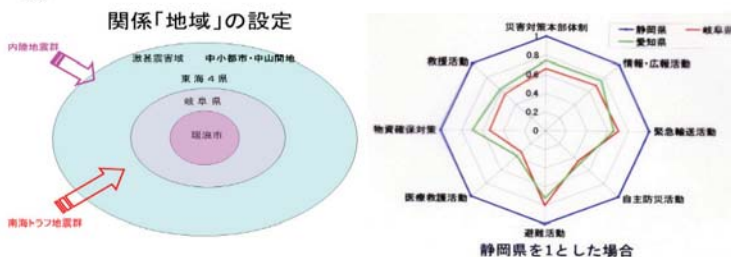 関係「地域」の設定
内陸地震群
激甚災害域 中小都市・中山間地
東海4県
岐阜県
瑞浪市
南海トラフ地震群
静岡県
岐阜県
愛知県
災害対策本部体制
情報・広報活動
緊急輸送活動
自主防災活動
避難活動
医療救護活動
物資確保対策
救援活動
1
0.8
0.6
0.4
0.2
0
静岡県を1とした場合